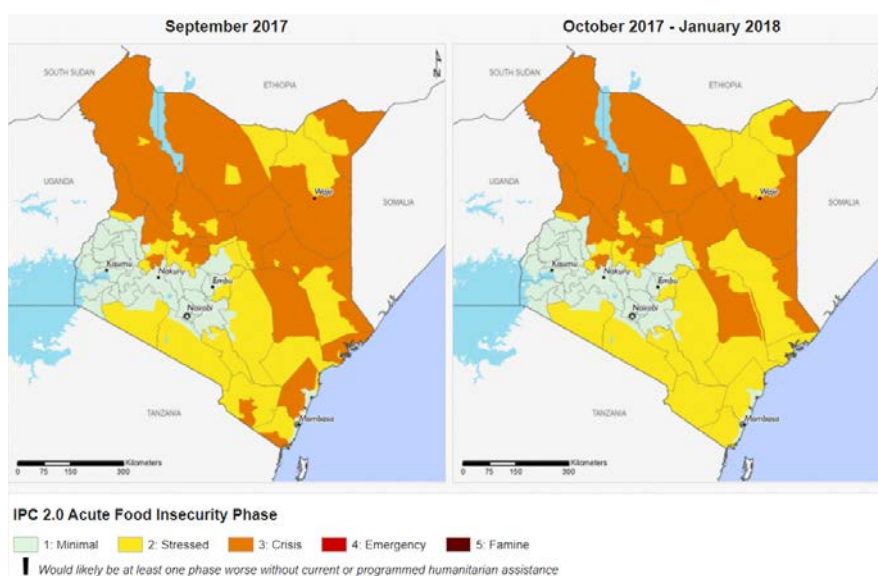 September 2017
October 2017 - January 2018
N
SOUTH SUDAN
ETHIOPIA
UGANDA
Wajir
SOMALIA
Kisumu
Nakuru
Embu
Nairobi
TANZANIA
Mombasa
Kilometers
0 75 150 300
SOUTH SUDAN
ETHIOPIA
UGANDA
Wajir
SOMALIA
Kisumu
Nakuru
Embu
Nairobi
TANZANIA
Mombasa
Kilometers
0 75 150 300
IPC 2.0 Acute Food Insecurity Phase
1: Minimal 2: Stressed 3: Crisis 4: Emergency 5: Famine
! Would likely be at least one phase worse without current or programmed humanitarian assistance